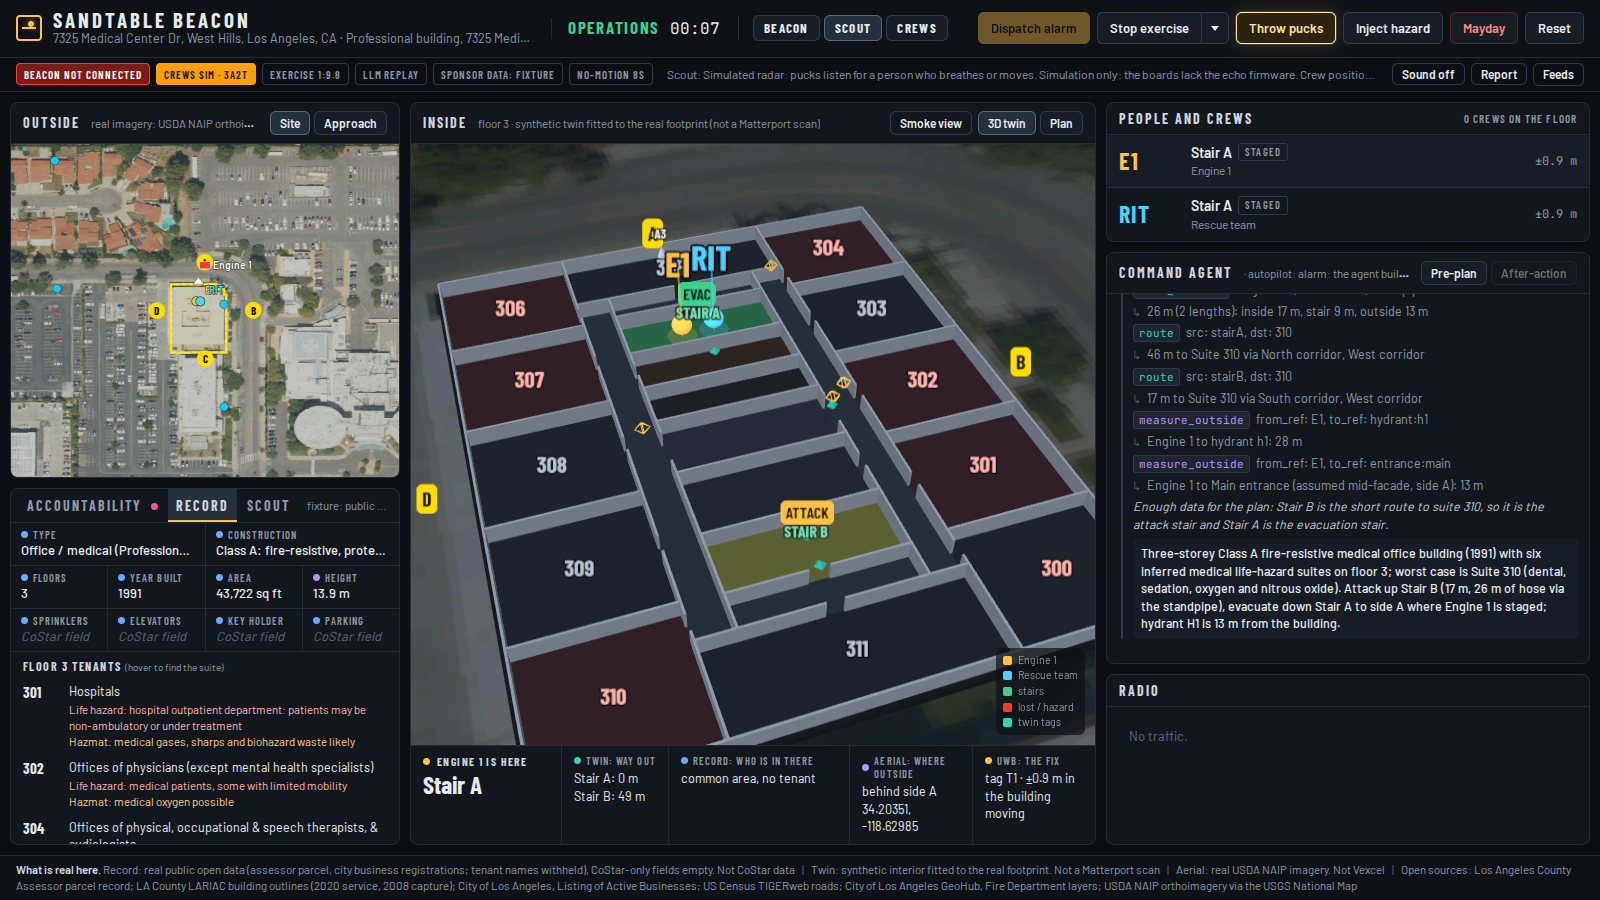 SANDTABLE BEACON
7325 Medical Center Dr, West Hills, Los Angeles, CA · Professional building, 7325 Medi...
OPERATIONS 00:07
BEACON
SCOUT
CREWS
Dispatch alarm
Stop exercise
Throw pucks
Inject hazard
Mayday
Reset
BEACON NOT CONNECTED
CREWS SIM · 3A2T
EXERCISE 1:9.8
LLM REPLAY
SPONSOR DATA: FIXTURE
NO-MOTION 8S
Scout: Simulated radar: pucks listen for a person who breathes or moves. Simulation only: the boards lack the echo firmware. Crew positio...
Sound off
Report
Feeds
OUTSIDE
real imagery: USDA NAIP orthoi...
Site
Approach
Engine 1
D
B
C
ACCOUNTABILITY
RECORD
SCOUT
fixture: public ...
TYPE
Office / medical (Profession...
CONSTRUCTION
Class A: fire-resistive, prote...
FLOORS
3
YEAR BUILT
1991
AREA
43,722 sq ft
HEIGHT
13.9 m
SPRINKLERS
CoStar field
ELEVATORS
CoStar field
KEY HOLDER
CoStar field
PARKING
CoStar field
FLOOR 3 TENANTS (hover to find the suite)
301
Hospitals
Life hazard: hospital outpatient department: patients may be
non-ambulatory or under treatment
Hazmat: medical gases, sharps and biohazard waste likely
302
Offices of physicians (except mental health specialists)
Life hazard: medical patients, some with limited mobility
Hazmat: medical oxygen possible
304
Offices of physical, occupational & speech therapists, &
audiologists
INSIDE
floor 3 · synthetic twin fitted to the real footprint (not a Matterport scan)
Smoke view
3D twin
Plan
A3
E1
RIT
304
306
EVAC
STAIR A
303
307
302
B
308
301
D
ATTACK
STAIR B
309
300
311
310
Engine 1
Rescue team
stairs
lost / hazard
twin tags
ENGINE 1 IS HERE
Stair A
TWIN: WAY OUT
Stair A: 0 m
Stair B: 49 m
RECORD: WHO IS IN THERE
common area, no tenant
AERIAL: WHERE
OUTSIDE
behind side A
34.20351,
-118.62985
UWB: THE FIX
tag T1 · ±0.9 m in
the building
moving
PEOPLE AND CREWS
0 CREWS ON THE FLOOR
E1
Stair A STAGED
Engine 1
±0.9 m
RIT
Stair A STAGED
Rescue team
±0.9 m
COMMAND AGENT
· autopilot: alarm: the agent buil...
Pre-plan
After-action
↳ 26 m (2 lengths): inside 17 m, stair 9 m, outside 13 m
route src: stairA, dst: 310
↳ 46 m to Suite 310 via North corridor, West corridor
route src: stairB, dst: 310
↳ 17 m to Suite 310 via South corridor, West corridor
measure_outside from_ref: E1, to_ref: hydrant:h1
↳ Engine 1 to hydrant h1: 28 m
measure_outside from_ref: E1, to_ref: entrance:main
↳ Engine 1 to Main entrance (assumed mid-facade, side A): 13 m
Enough data for the plan: Stair B is the short route to suite 310, so it is the
attack stair and Stair A is the evacuation stair.
Three-storey Class A fire-resistive medical office building (1991) with six
inferred medical life-hazard suites on floor 3; worst case is Suite 310 (dental,
sedation, oxygen and nitrous oxide). Attack up Stair B (17 m, 26 m of hose via
the standpipe), evacuate down Stair A to side A where Engine 1 is staged;
hydrant H1 is 13 m from the building.
RADIO
No traffic.
What is real here. Record: real public open data (assessor parcel, city business registrations; tenant names withheld), CoStar-only fields empty. Not CoStar data | Twin: synthetic interior fitted to the real footprint. Not a Matterport scan | Aerial: real USDA NAIP imagery. Not Vexcel | Open sources: Los Angeles County
Assessor parcel record; LA County LARIAC building outlines (2020 service, 2008 capture); City of Los Angeles, Listing of Active Businesses; US Census TIGERweb roads; City of Los Angeles GeoHub, Fire Department layers; USDA NAIP orthoimagery via the USGS National Map